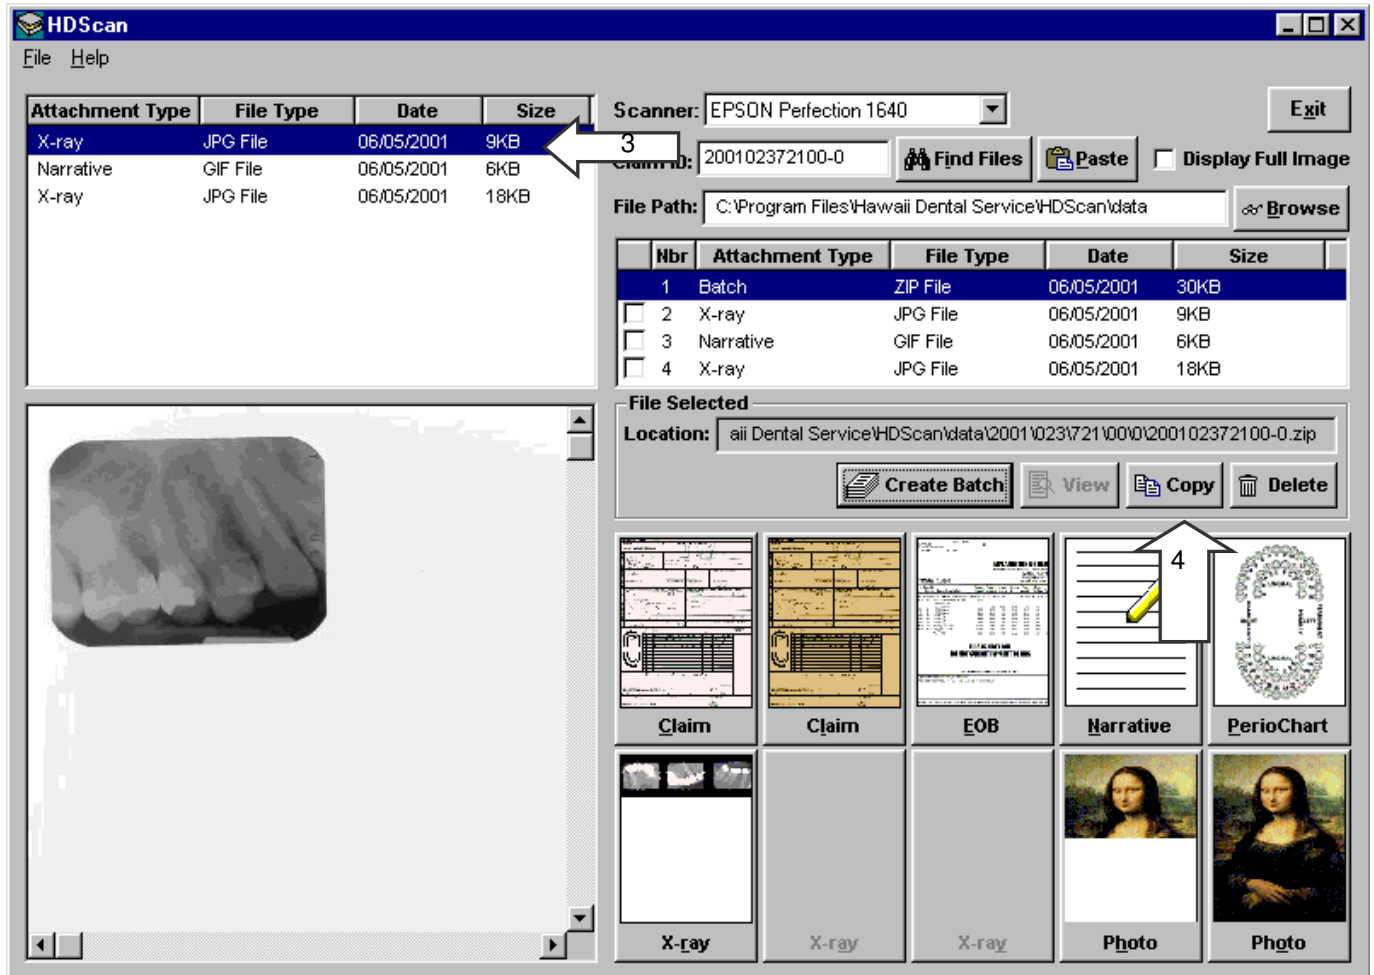 HDScan
File Help
Attachment Type File Type Date Size
X-ray JPG File 06/05/2001 9KB
Narrative GIF File 06/05/2001 6KB
X-ray JPG File 06/05/2001 18KB
3
Scanner: EPSON Perfection 1640
Exit
Claim ID: 200102372100-0 Find Files Paste Display Full Image
File Path: C:\Program Files\Hawaii Dental Service\HDScan\data Browse
Nbr Attachment Type File Type Date Size
1 Batch ZIP File 06/05/2001 30KB
2 X-ray JPG File 06/05/2001 9KB
3 Narrative GIF File 06/05/2001 6KB
4 X-ray JPG File 06/05/2001 18KB
File Selected
Location: aii Dental Service\HDScan\data\2001\023\721\00\0\200102372100-0.zip
Create Batch View Copy Delete
4
Claim Claim EOB Narrative PerioChart
X-ray X-ray X-ray Photo Photo